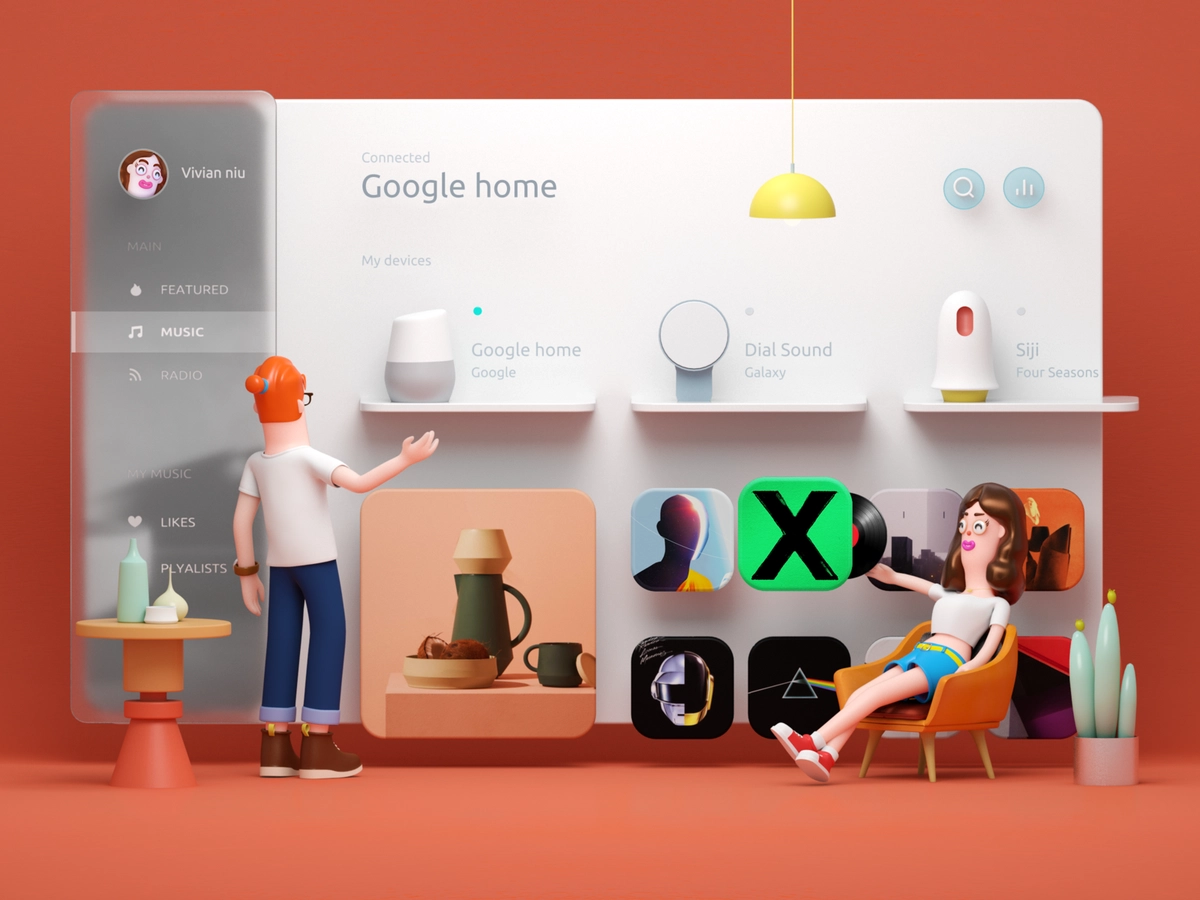 Vivian niu
MAIN
FEATURED
MUSIC
RADIO
MY MUSIC
LIKES
PLYALISTS
Connected
Google home
My devices
Google home
Google
Dial Sound
Galaxy
Siji
Four Seasons
X